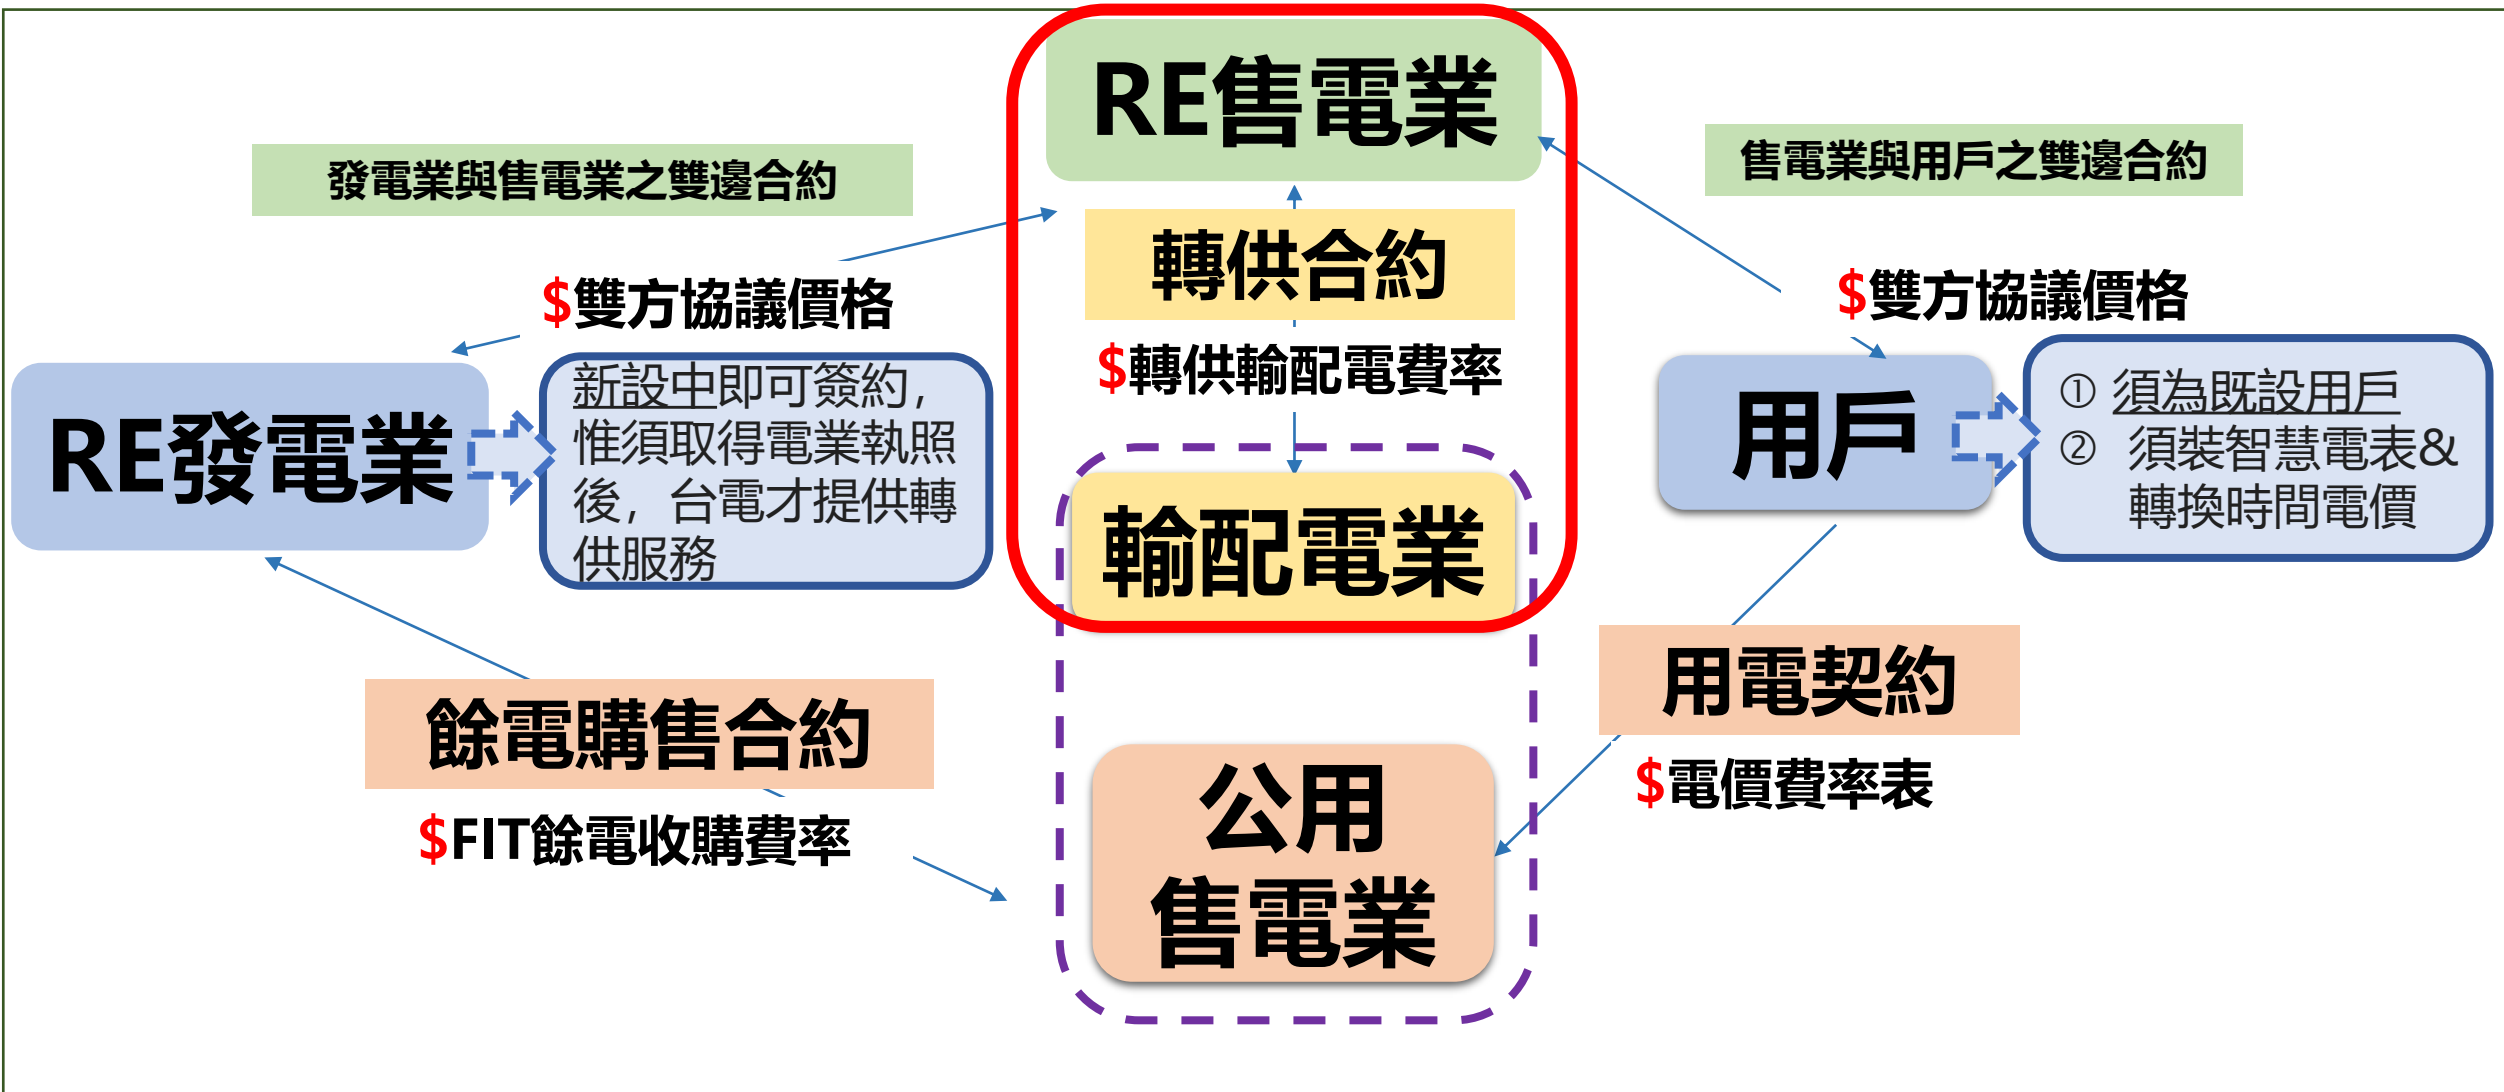 RE售電業
發電業與售電業之雙邊合約
售電業與用戶之雙邊合約
轉供合約
$雙方協議價格
$雙方協議價格
$轉供輸配電費率
RE發電業
新設中即可簽約,
惟須取得電業執照
後, 台電才提供轉
供服務
用戶
① 須為既設用戶
② 須裝智慧電表&
轉換時間電價
輸配電業
餘電購售合約
用電契約
$FIT餘電收購費率
$電價費率表
公用
售電業